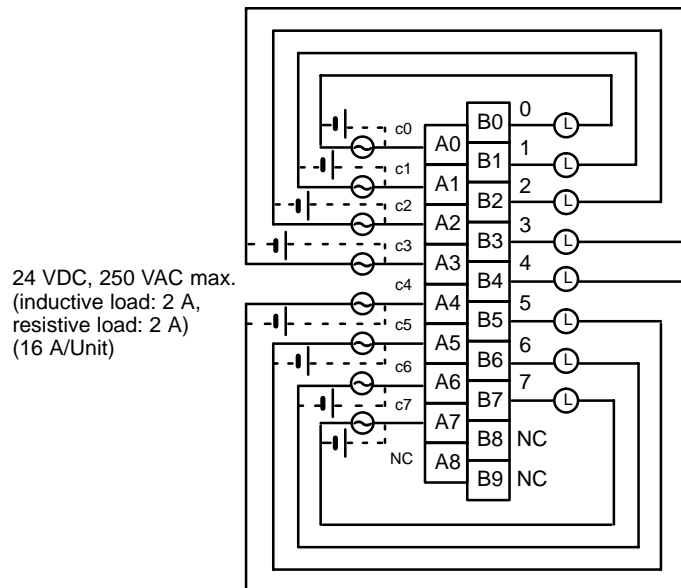 24 VDC, 250 VAC max.
(inductive load: 2 A,
resistive load: 2 A)
(16 A/Unit)
c0
c1
c2
c3
c4
c5
c6
c7
NC
A0
A1
A2
A3
A4
A5
A6
A7
A8
B0
B1
B2
B3
B4
B5
B6
B7
B8
B9
0
1
2
3
4
5
6
7
NC
NC
L
L
L
L
L
L
L
L